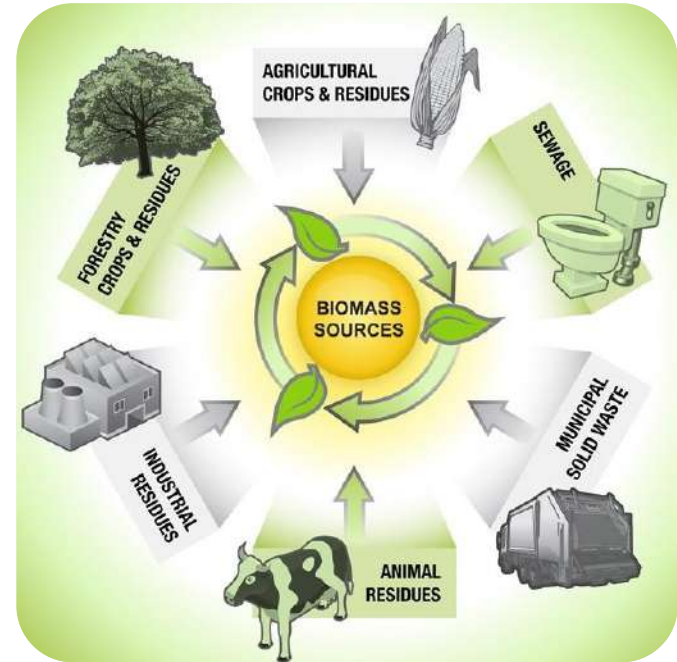 AGRICULTURAL
CROPS & RESIDUES
SEWAGE
FORESTRY
CROPS & RESIDUES
BIOMASS
SOURCES
MUNICIPAL
SOLID WASTE
INDUSTRIAL
RESIDUES
ANIMAL
RESIDUES